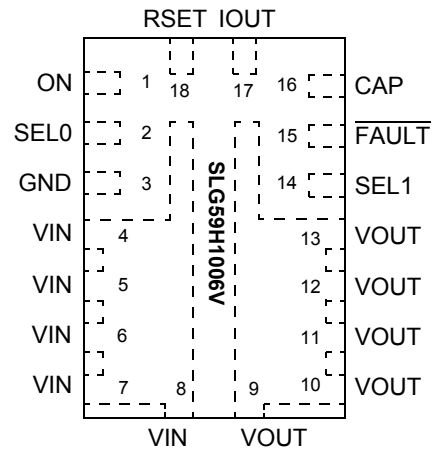 RSET IOUT
ON 1 18 17 16 CAP
SEL0 2 15 FAULT
GND 3 14 SEL1
VIN 4 13 VOUT
VIN 5 12 VOUT
VIN 6 11 VOUT
VIN 7 8 9 10 VOUT
SLG59H1006V
VIN VOUT